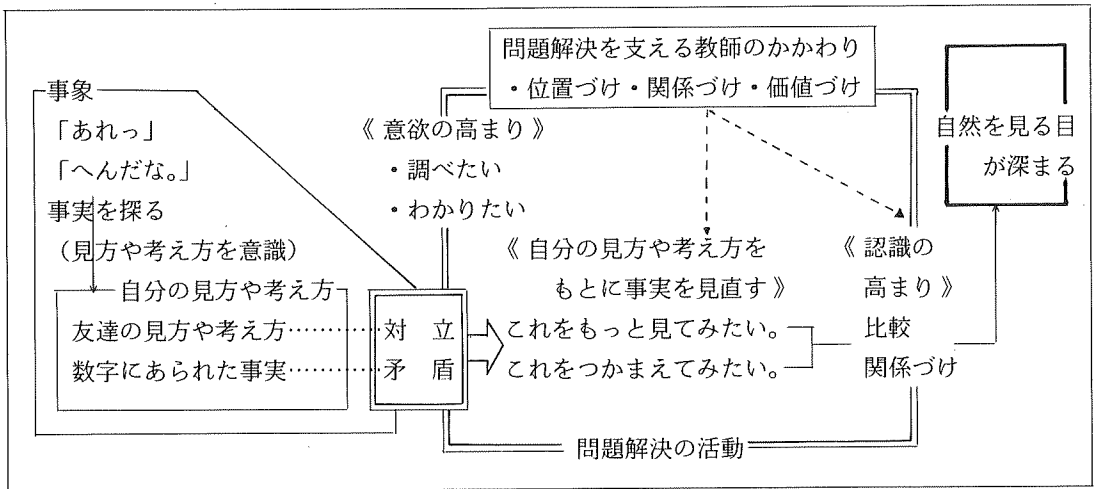 問題解決を支える教師のかかわり
・位置づけ・関係づけ・価値づけ
事象
「あれっ」
「へんだな。」
事実を探る
(見方や考え方を意識)
自分の見方や考え方
友達の見方や考え方………
数字にあられた事実………
対 立
矛 盾
《 意欲の高まり 》
・調べたい
・わかりたい
《 自分の見方や考え方を
もとに事実を見直す 》
これをもっと見てみたい。
これをつかまえてみたい。
《 認識の
高まり 》
比較
関係づけ
自然を見る目
が深まる
問題解決の活動